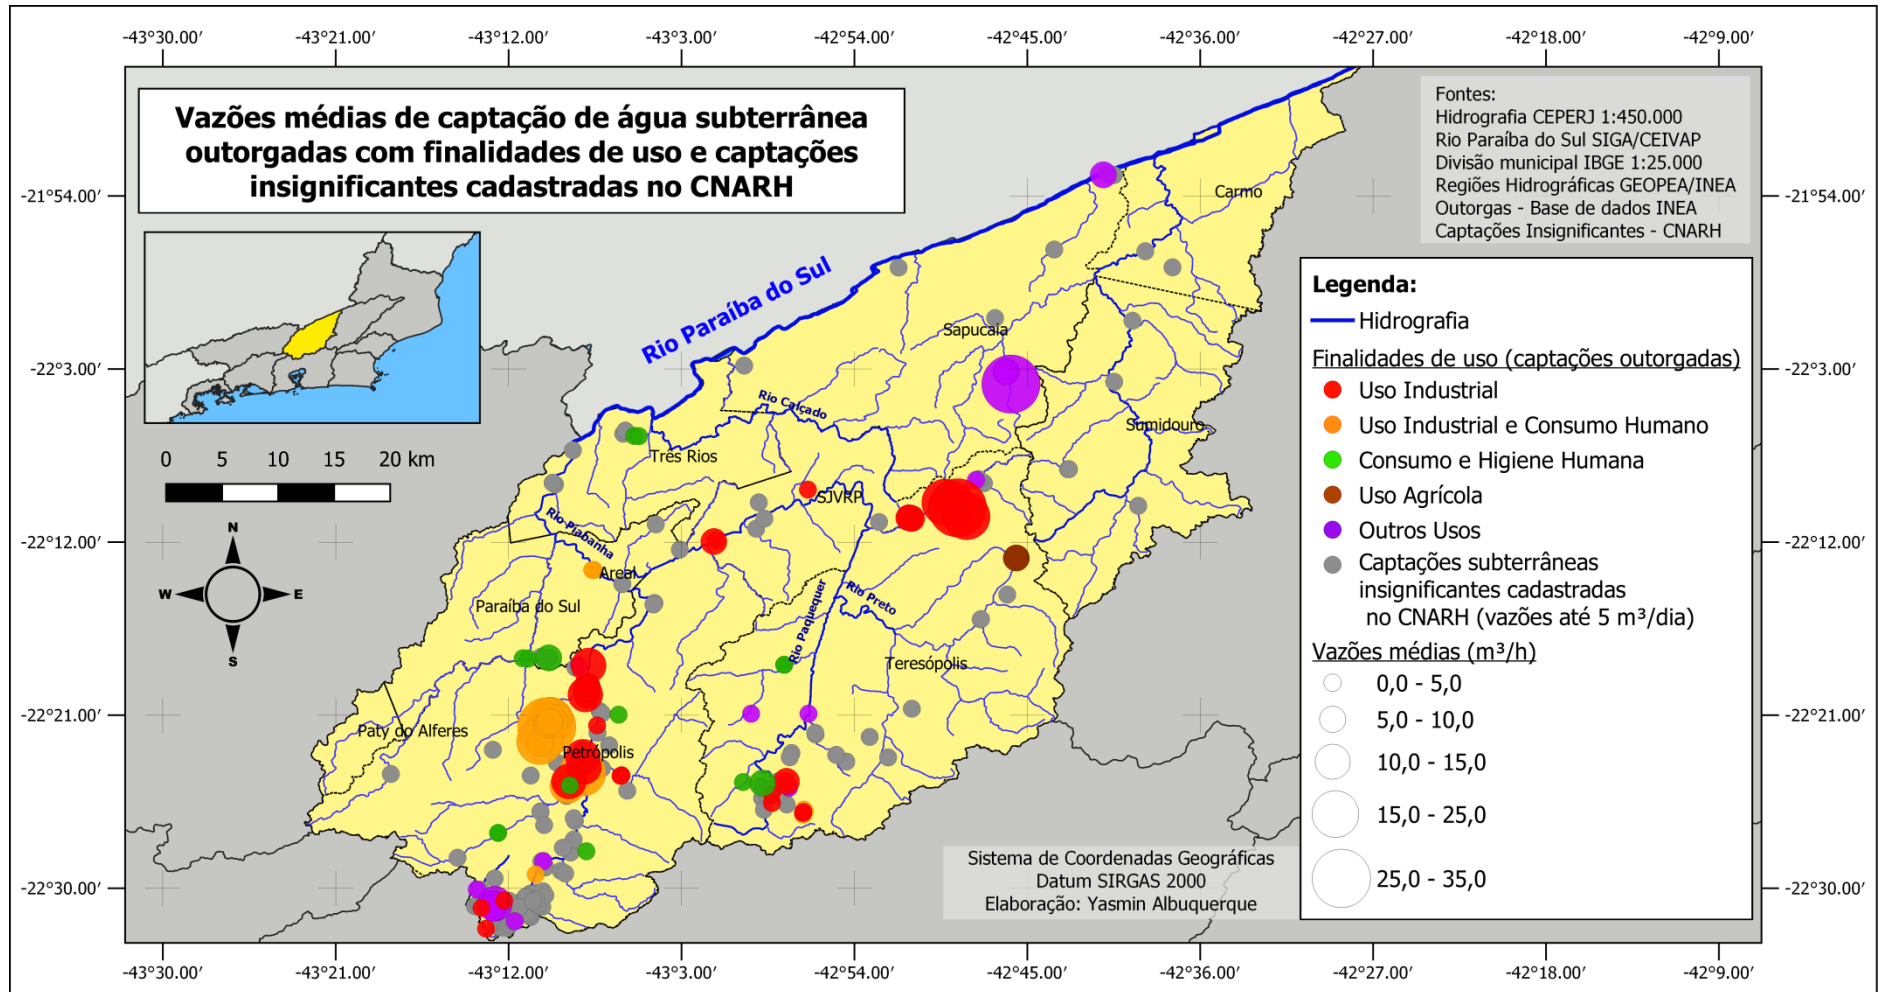 -43°30.00′ -43°21.00′ -43°12.00′ -43°3.00′ -42°54.00′ -42°45.00′ -42°36.00′ -42°27.00′ -42°18.00′ -42°9.00′
Vazões médias de captação de água subterrânea
outorgadas com finalidades de uso e captações
insignificantes cadastradas no CNARH
Fontes:
Hidrografia CEPERJ 1:450.000
Rio Paraíba do Sul SIGA/CEIVAP
Divisão municipal IBGE 1:25.000
Regiões Hidrográficas GEOPEA/INEA
Outorgas - Base de dados INEA
Captações Insignificantes - CNARH
-21°54.00′ -21°54.00′
-22°3.00′ -22°3.00′
-22°12.00′ -22°12.00′
-22°21.00′ -22°21.00′
-22°30.00′ -22°30.00′
Carmo
Rio Paraíba do Sul
Sapucaia
Rio Calçado
Sumidouro
Três Rios
SJVRP
Rio Piabanha
Areal
Paraíba do Sul
Rio Preto
Rio Paquequer
Teresópolis
Paty do Alferes
Petrópolis
0 5 10 15 20 km
N
W E
S
Legenda:
Hidrografia
Finalidades de uso (captações outorgadas)
Uso Industrial
Uso Industrial e Consumo Humano
Consumo e Higiene Humana
Uso Agrícola
Outros Usos
Captações subterrâneas
insignificantes cadastradas
no CNARH (vazões até 5 m³/dia)
Vazões médias (m³/h)
0,0 - 5,0
5,0 - 10,0
10,0 - 15,0
15,0 - 25,0
25,0 - 35,0
Sistema de Coordenadas Geográficas
Datum SIRGAS 2000
Elaboração: Yasmin Albuquerque
-43°30.00′ -43°21.00′ -43°12.00′ -43°3.00′ -42°54.00′ -42°45.00′ -42°36.00′ -42°27.00′ -42°18.00′ -42°9.00′